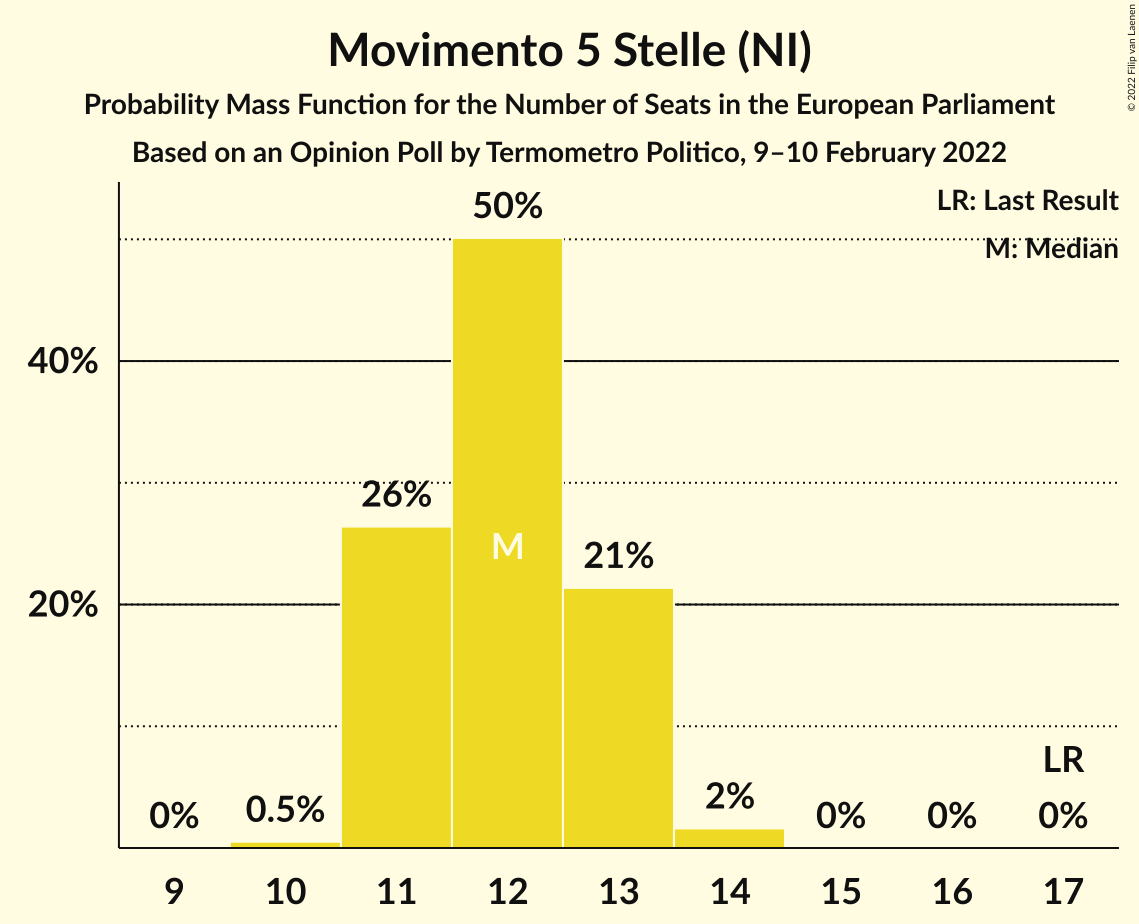 Movimento 5 Stelle (NI)
Probability Mass Function for the Number of Seats in the European Parliament
Based on an Opinion Poll by Termometro Politico, 9–10 February 2022
© 2022 Filip van Laenen
LR: Last Result
M: Median
50%
40%
26%
M
21%
20%
LR
0%
0.5%
2%
0%
0%
0%
9 10 11 12 13 14 15 16 17